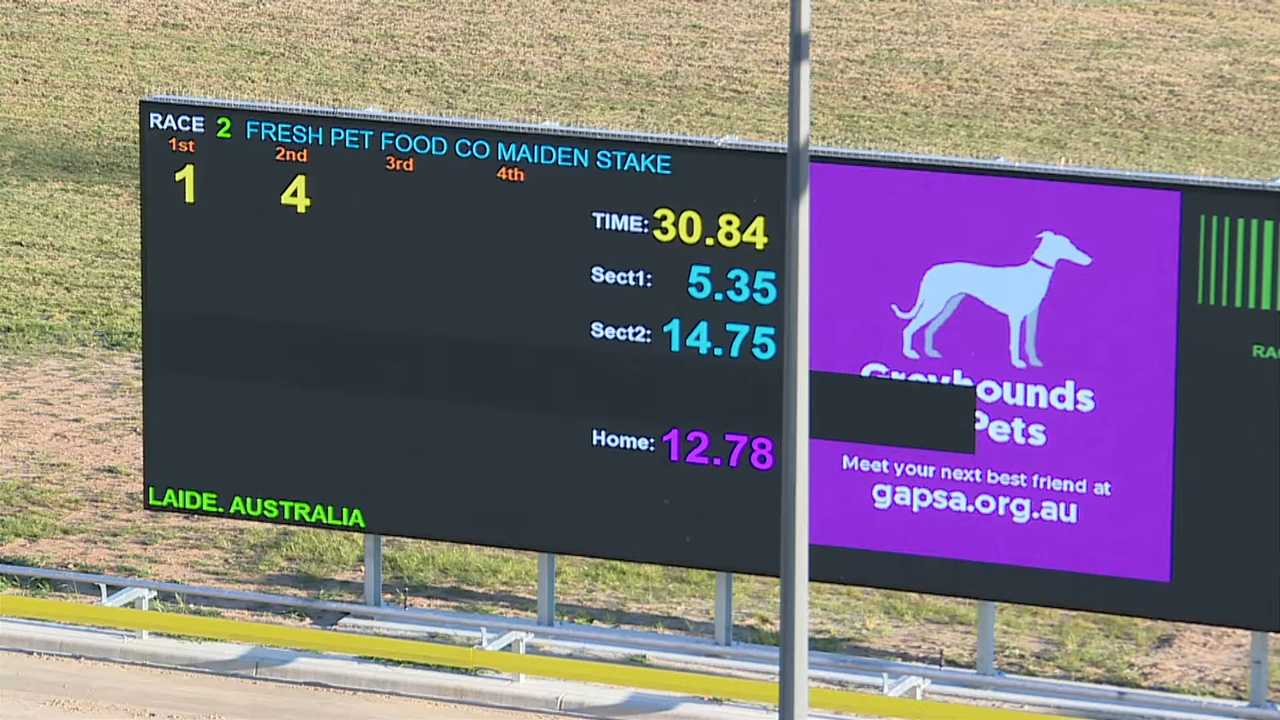 RACE 2 FRESH PET FOOD CO MAIDEN STAKE
1st 2nd 3rd 4th
1 4
TIME: 30.84
Sect1: 5.35
Sect2: 14.75
Home: 12.78
LAIDE. AUSTRALIA
Greyhounds
Pets
Meet your next best friend at
gapsa.org.au